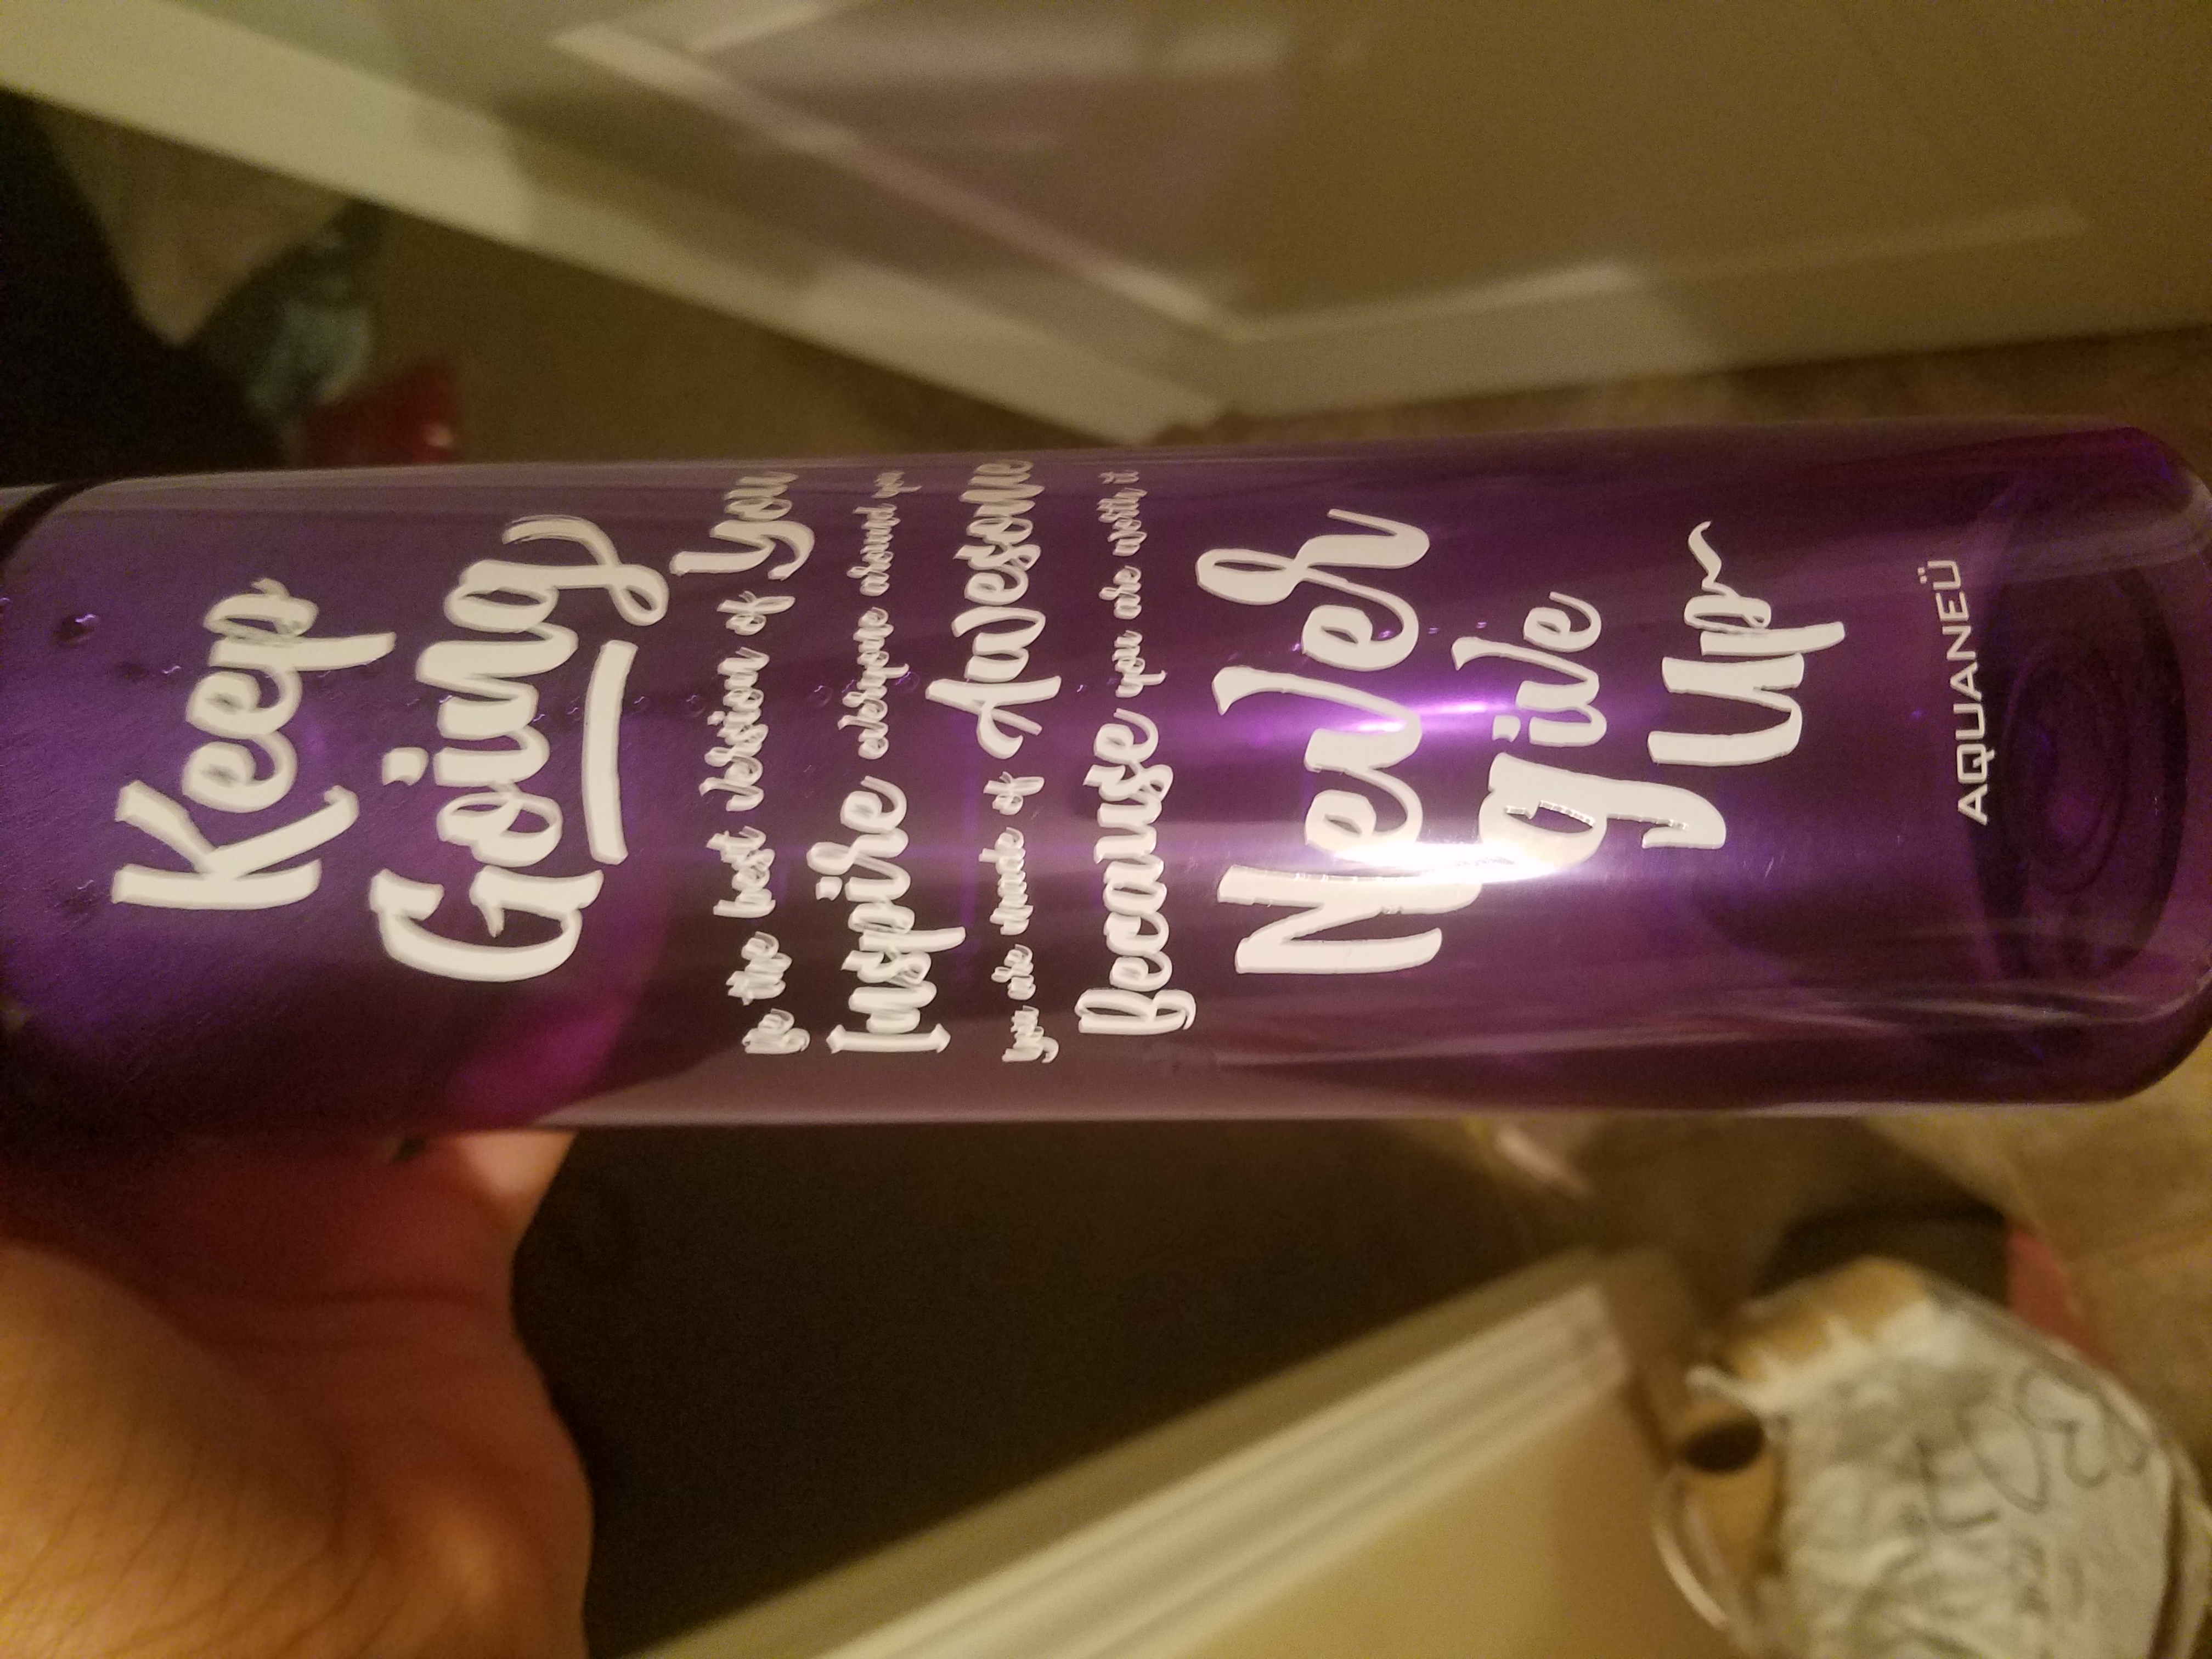 Keep
Going
Be the best version of you
Inspire everyone around you
you are made of Awesome
Because you are worth it
Never
give
Up
AQUANEÜ